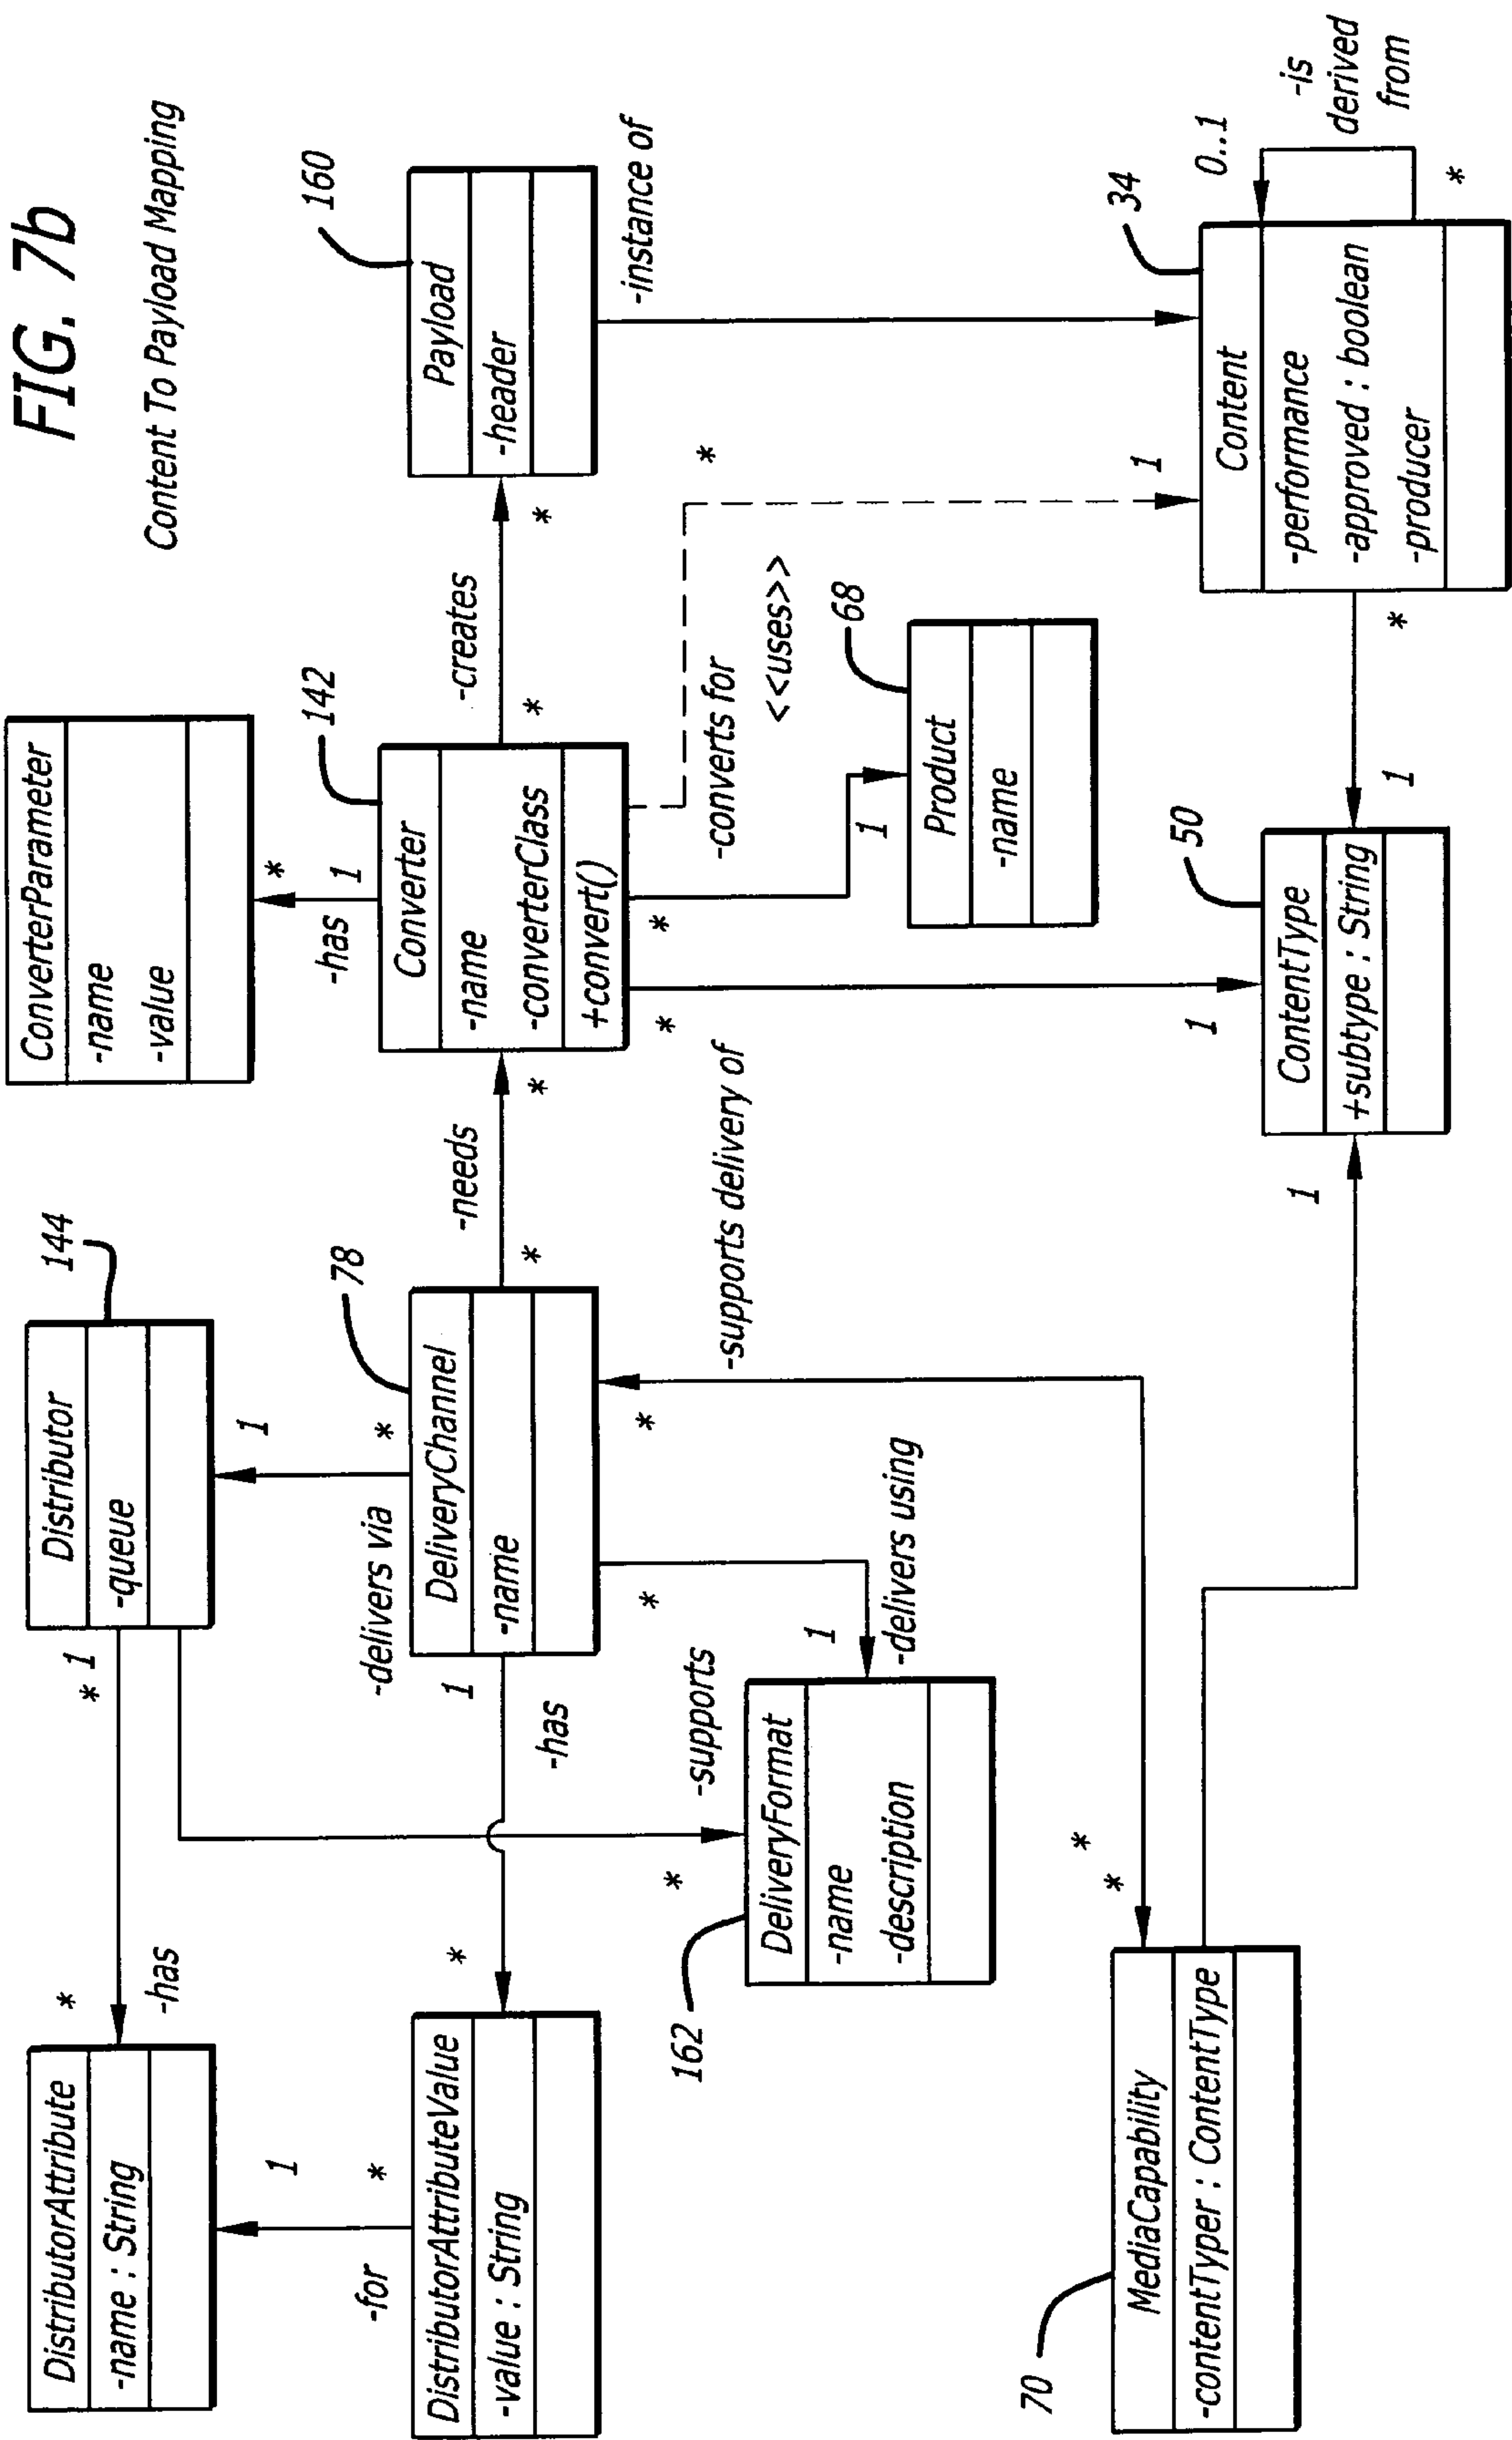 FIG. 7b
Content To Payload Mapping
DistributorAttribute
-name : String
*
-has
* 1
Distributor
-queue
144
ConverterParameter
-name
-value
1
-for
*
1
-delivers via
*
*
-has
1
DistributorAttributeValue
-value : String
*
-has
1
DeliveryChannel
-name
78
*
-needs
*
Converter
-name
-converterClass
+convert()
142
*
-creates
*
Payload
-header
160
162
*
-supports
DeliveryFormat
-name
-description
1
-delivers using
*
*
-supports delivery of
*
*
-converts for
<<uses>>
*
-instance of
1
Product
-name
68
70
MediaCapability
-contentTyper : ContentType
*
*
1
1
ContentType
+subtype : String
50
1
*
1
Content
-performance
-approved : boolean
-producer
34
0..1
-is
derived
from
*